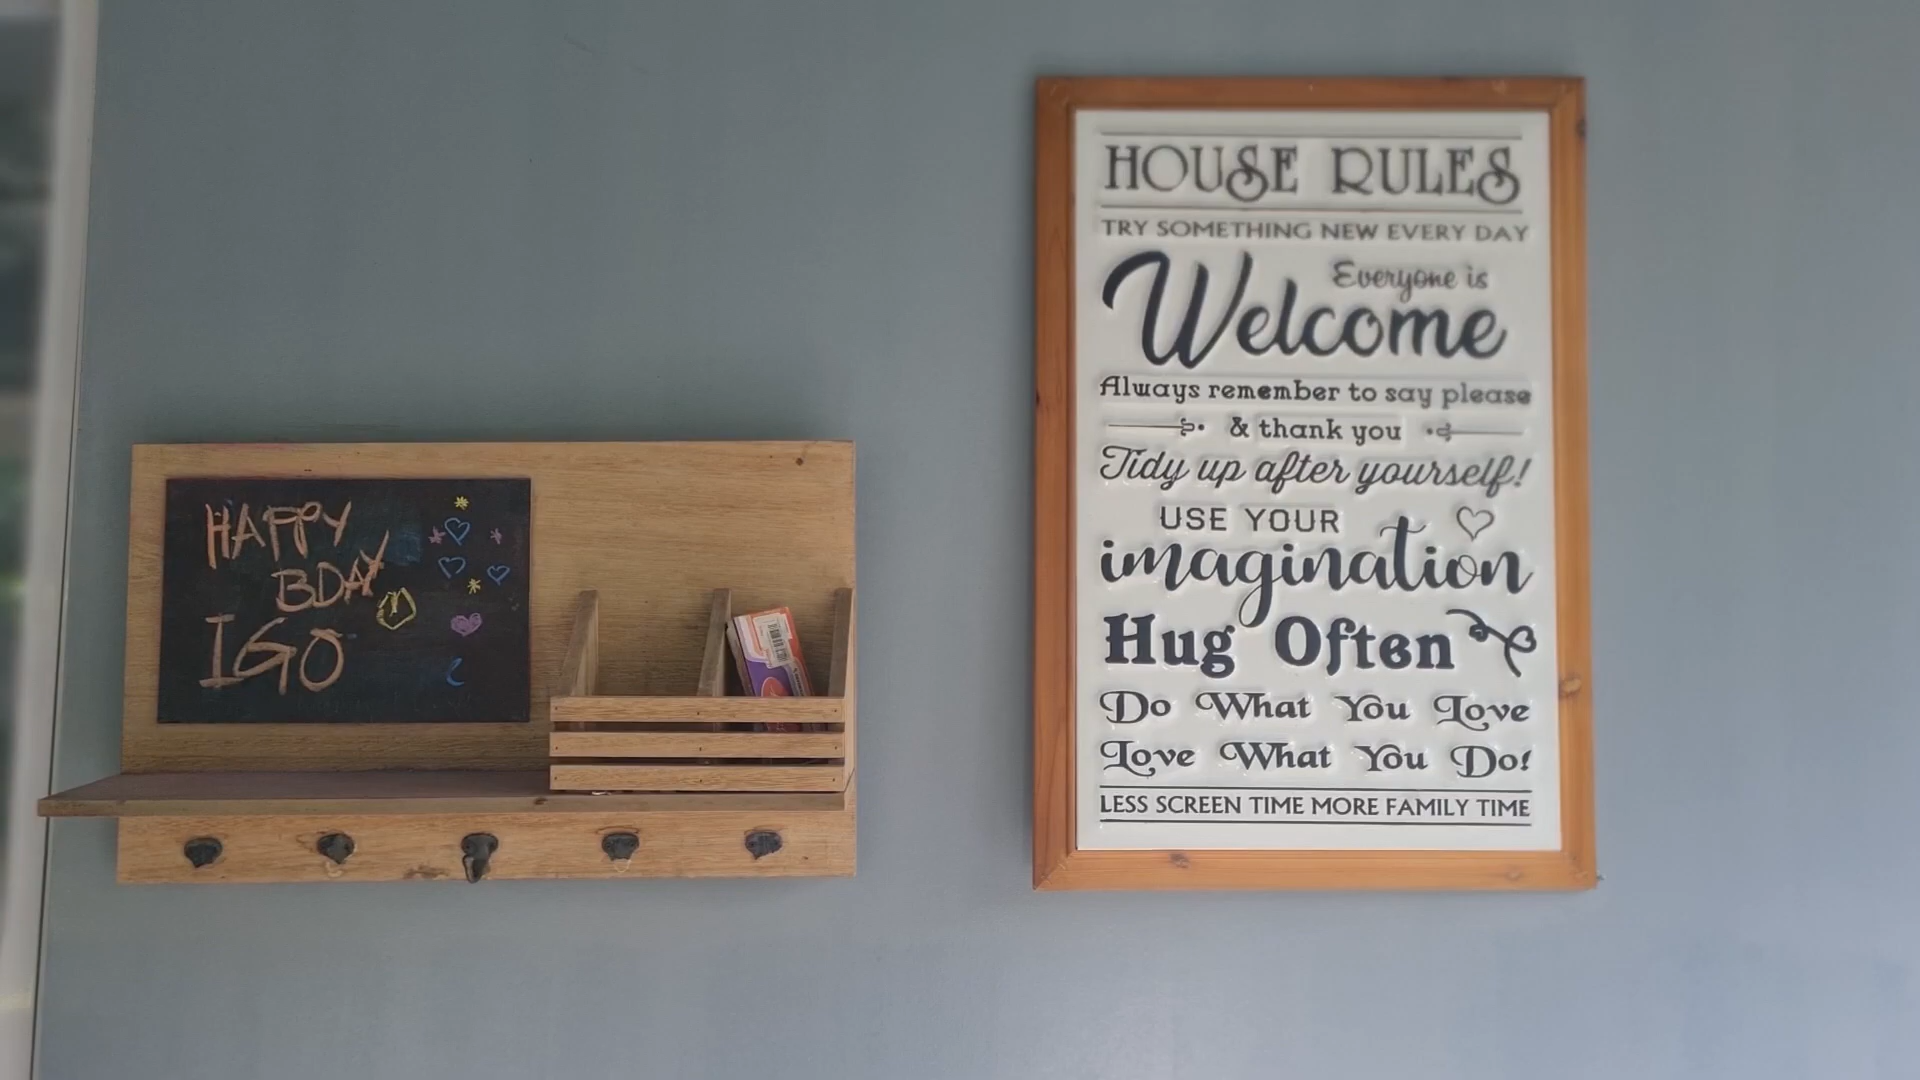 HAPPY
BDAY
IGO
HOUSE RULES
TRY SOMETHING NEW EVERY DAY
Everyone is
Welcome
Always remember to say please
& thank you
Tidy up after yourself!
USE YOUR
imagination
Hug Often
Do What You Love
Love What You Do!
LESS SCREEN TIME MORE FAMILY TIME